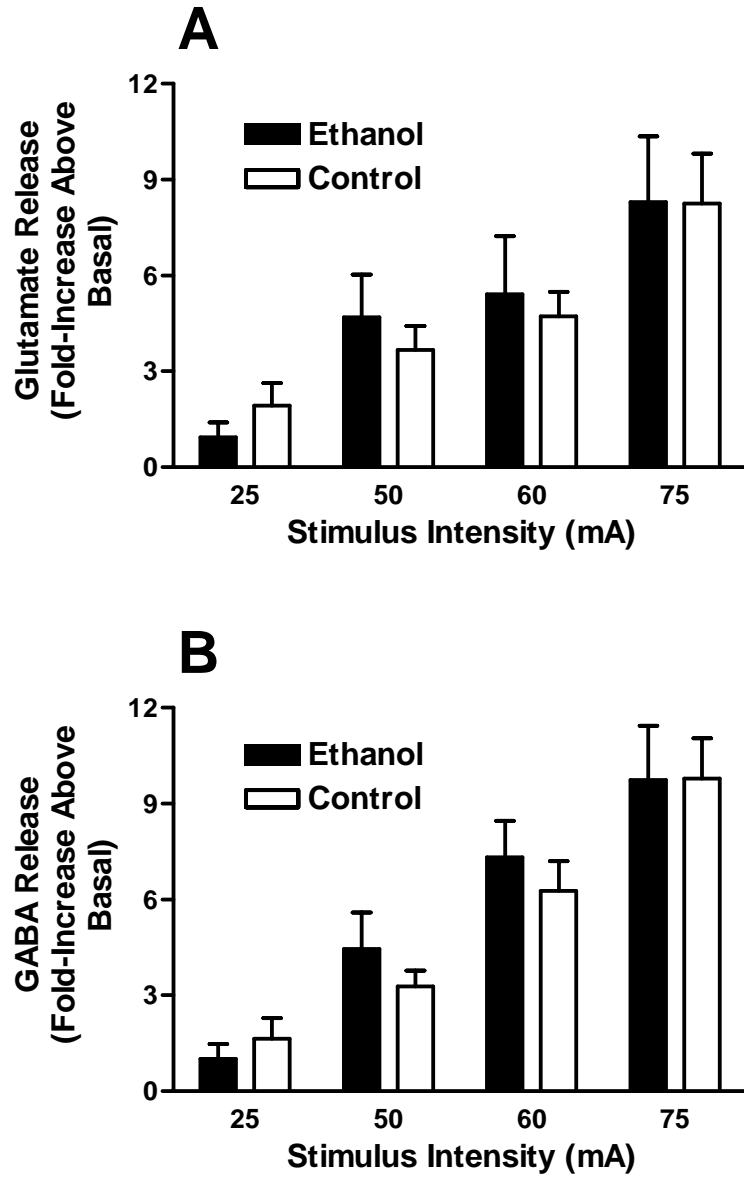 A
Glutamate Release
(Fold-Increase Above
Basal)
12
9
6
3
0
Ethanol
Control
25 50 60 75
Stimulus Intensity (mA)
B
GABA Release
(Fold-Increase Above
Basal)
12
9
6
3
0
Ethanol
Control
25 50 60 75
Stimulus Intensity (mA)